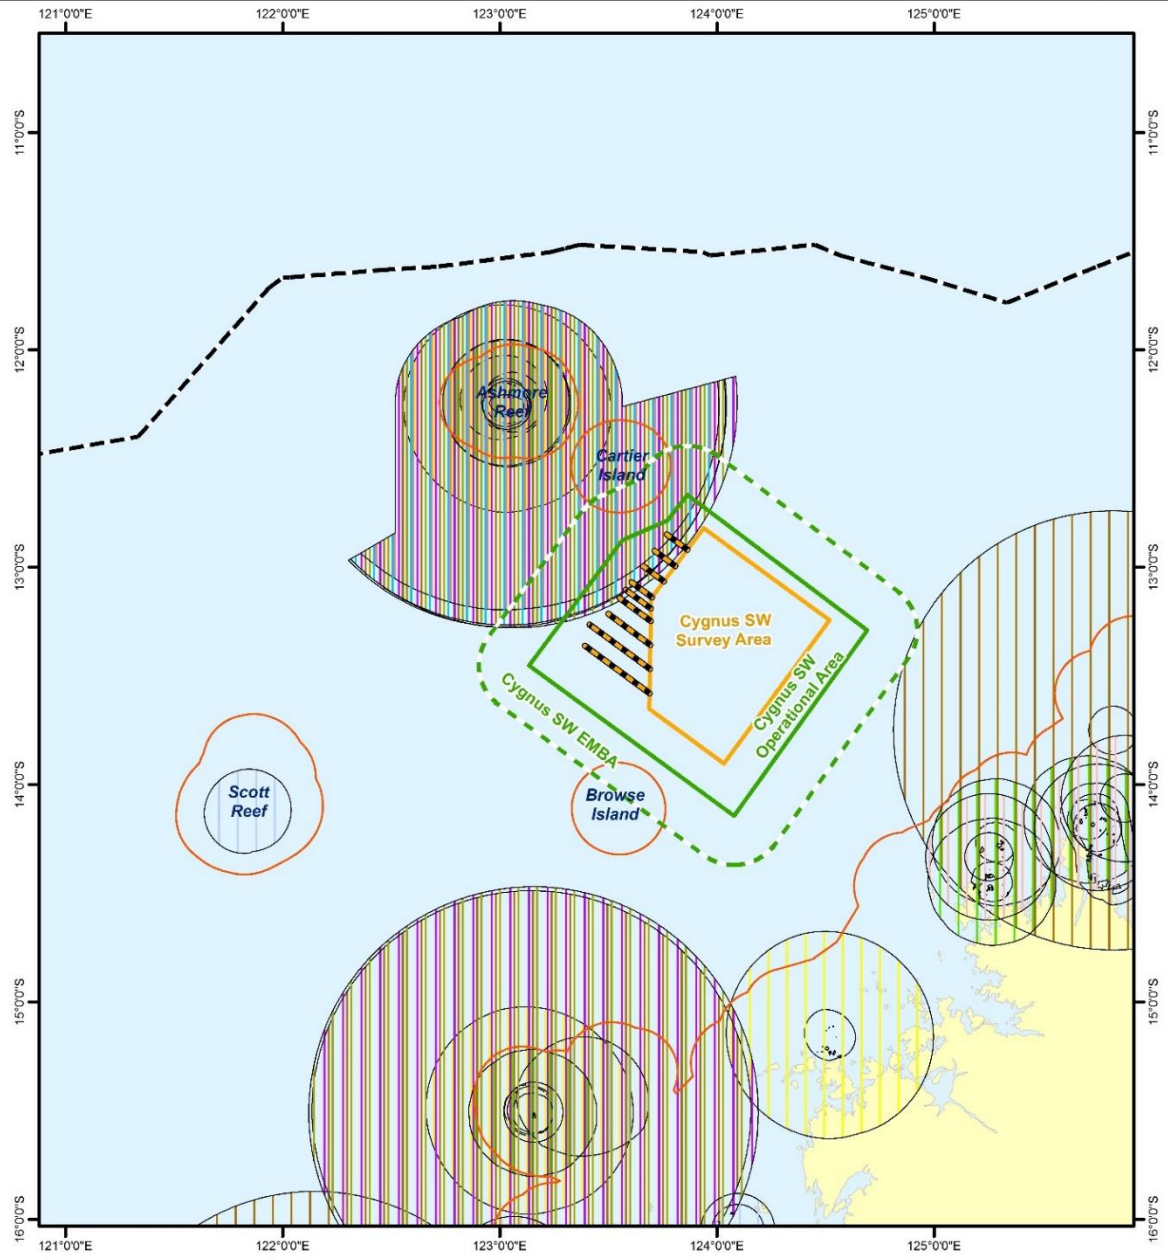 121°0'0"E 122°0'0"E 123°0'0"E 124°0'0"E 125°0'0"E
11°0'0"S 11°0'0"S
12°0'0"S 12°0'0"S
Ashmore
Reef
Cartier
Island
13°0'0"S 13°0'0"S
Cygnus SW
Survey Area
Cygnus SW
Operational Area
Cygnus SW EMBA
14°0'0"S 14°0'0"S
Scott
Reef
Browse
Island
15°0'0"S 15°0'0"S
16°0'0"S 16°0'0"S
121°0'0"E 122°0'0"E 123°0'0"E 124°0'0"E 125°0'0"E